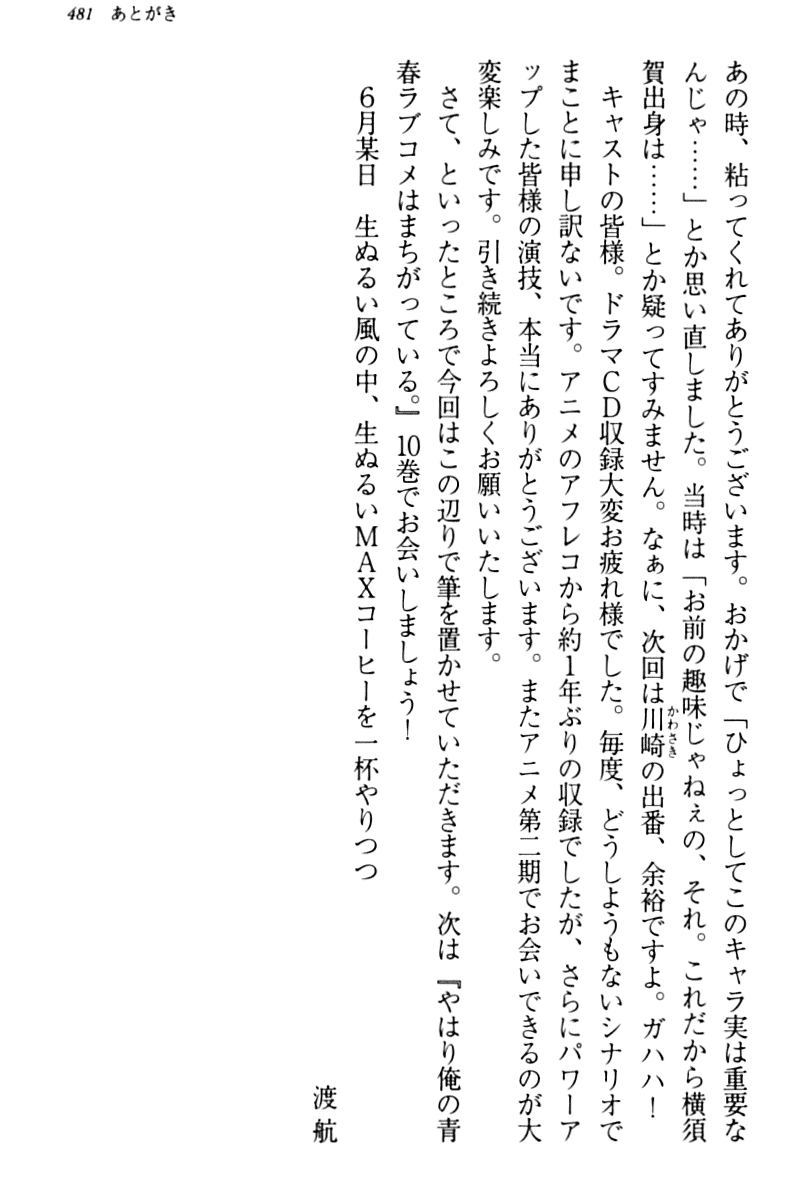 481 あとがき
あの時、粘ってくれてありがとうございます。おかげで「ひょっとしてこのキャラ実は重要な
んじゃ……」とか思い直しました。当時は「お前の趣味じゃねぇの、それ。これだから横須
賀出身は……」とか疑ってすみません。なぁに、次回は川崎の出番、余裕ですよ。ガハハ！
かわさき
キャストの皆様。ドラマCD収録大変お疲れ様でした。毎度、どうしようもないシナリオで
まことに申し訳ないです。アニメのアフレコから約1年ぶりの収録でしたが、さらにパワーア
ップした皆様の演技、本当にありがとうございます。またアニメ第二期でお会いできるのが大
変楽しみです。引き続きよろしくお願いいたします。
さて、といったところで今回はこの辺りで筆を置かせていただきます。次は『やはり俺の青
春ラブコメはまちがっている。』10巻でお会いしましょう！
6月某日　生ぬるい風の中、生ぬるいMAXコーヒーを一杯やりつつ
渡航